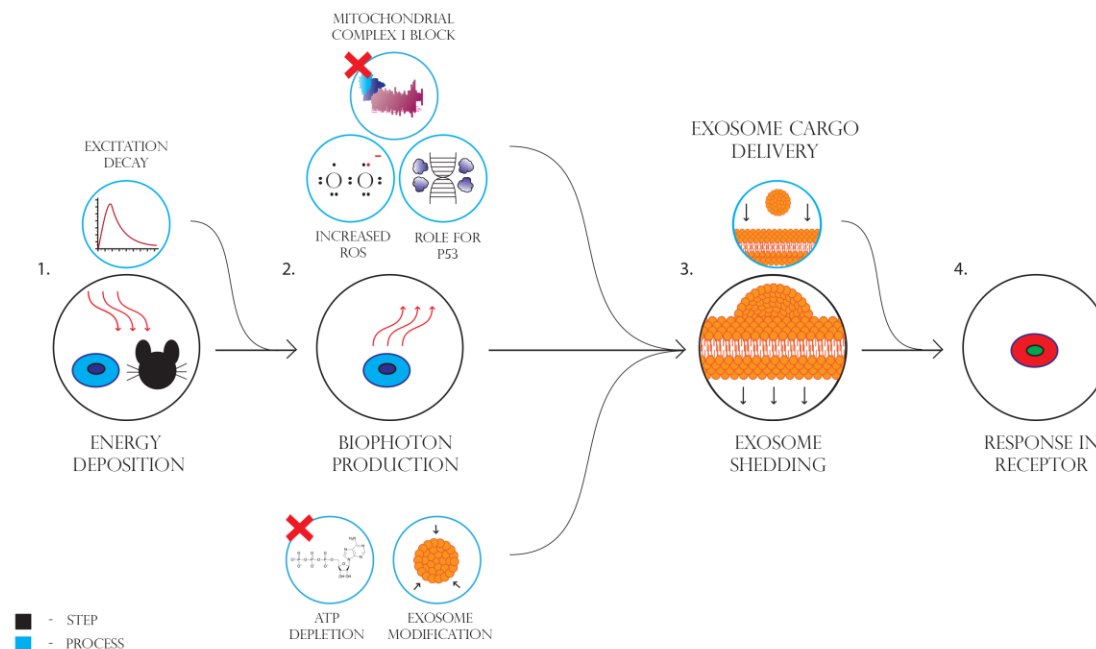 MITOCHONDRIAL
COMPLEX I BLOCK
EXCITATION
DECAY
INCREASED
ROS
ROLE FOR
P53
EXOSOME CARGO
DELIVERY
1.
2.
3.
4.
ENERGY
DEPOSITION
BIOPHOTON
PRODUCTION
EXOSOME
SHEDDING
RESPONSE IN
RECEPTOR
ATP
DEPLETION
EXOSOME
MODIFICATION
- STEP
- PROCESS